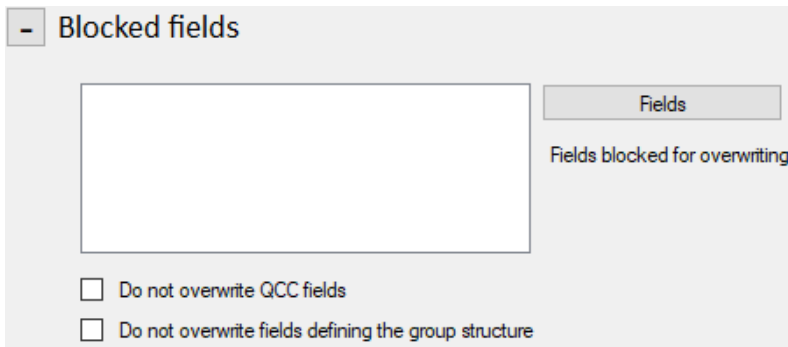 - Blocked fields
Fields
Fields blocked for overwriting
Do not overwrite QCC fields
Do not overwrite fields defining the group structure